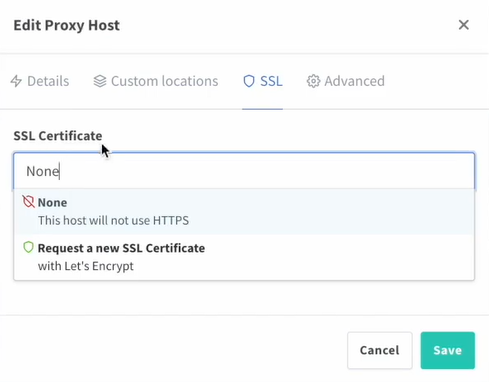 Edit Proxy Host
Details Custom locations SSL Advanced
SSL Certificate
None
None
This host will not use HTTPS
Request a new SSL Certificate
with Let's Encrypt
Cancel Save